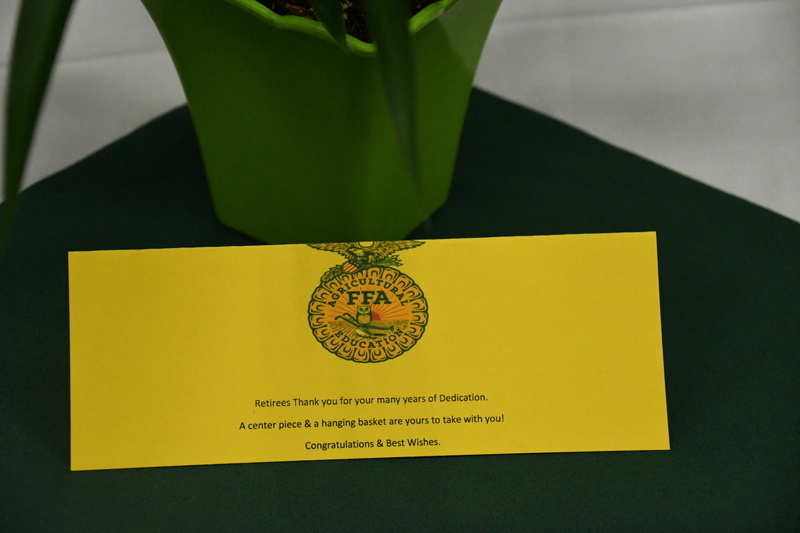 AGRICULTURAL
FFA
EDUCATION
Retirees Thank you for your many years of Dedication.
A center piece & a hanging basket are yours to take with you!
Congratulations & Best Wishes.